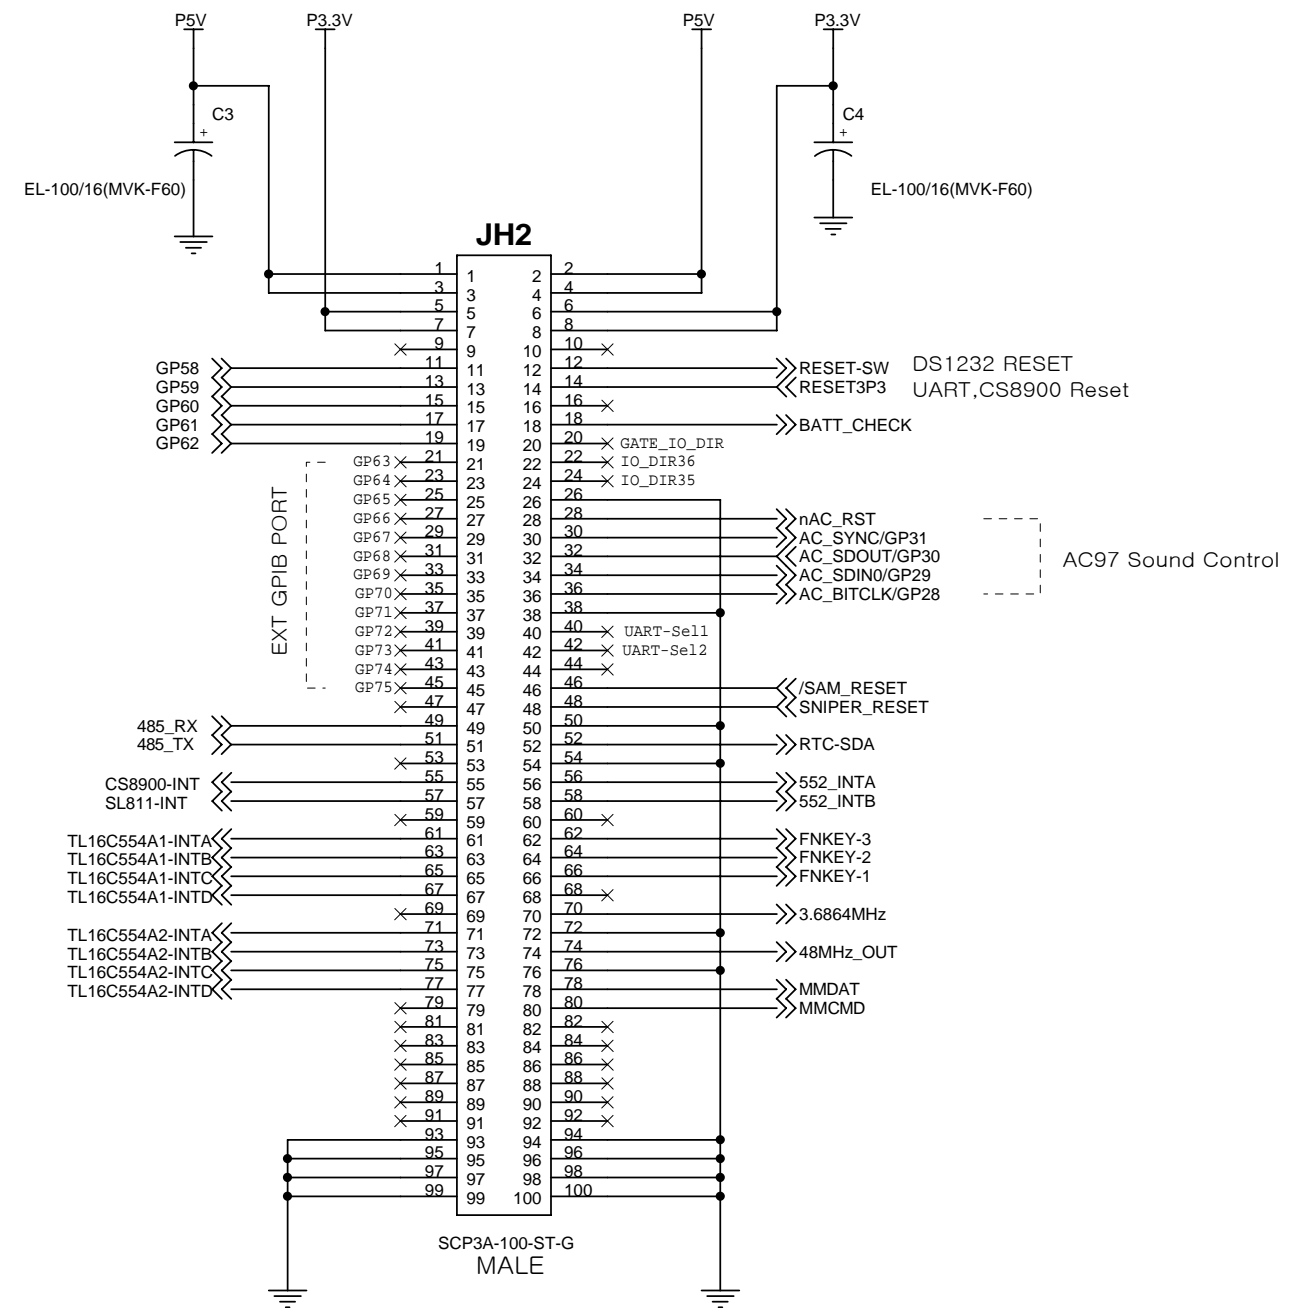 P5V P3.3V P5V P3.3V
C3 C4
+ +
EL-100/16(MVK-F60) EL-100/16(MVK-F60)
JH2
1 1 2 2
3 3 4 4
5 5 6 6
7 7 8 8
9 9 10 10
GP58 11 11 12 12 RESET-SW DS1232 RESET
GP59 13 13 14 14 RESET3P3 UART,CS8900 Reset
GP60 15 15 16 16
GP61 17 17 18 18 BATT_CHECK
GP62 19 19 20 20 GATE_IO_DIR
GP63 21 21 22 22 IO_DIR36
GP64 23 23 24 24 IO_DIR35
GP65 25 25 26 26
GP66 27 27 28 28 nAC_RST
GP67 29 29 30 30 AC_SYNC/GP31
GP68 31 31 32 32 AC_SDOUT/GP30
EXT GPIB PORT
AC97 Sound Control
GP69 33 33 34 34 AC_SDIN0/GP29
GP70 35 35 36 36 AC_BITCLK/GP28
GP71 37 37 38 38
GP72 39 39 40 40 UART-Sel1
GP73 41 41 42 42 UART-Sel2
GP74 43 43 44 44
GP75 45 45 46 46 /SAM_RESET
47 47 48 48 SNIPER_RESET
485_RX 49 49 50 50
485_TX 51 51 52 52 RTC-SDA
53 53 54 54
CS8900-INT 55 55 56 56 552_INTA
SL811-INT 57 57 58 58 552_INTB
59 59 60 60
TL16C554A1-INTA 61 61 62 62 FNKEY-3
TL16C554A1-INTB 63 63 64 64 FNKEY-2
TL16C554A1-INTC 65 65 66 66 FNKEY-1
TL16C554A1-INTD 67 67 68 68
69 69 70 70 3.6864MHz
TL16C554A2-INTA 71 71 72 72
TL16C554A2-INTB 73 73 74 74 48MHz_OUT
TL16C554A2-INTC 75 75 76 76
TL16C554A2-INTD 77 77 78 78 MMDAT
79 79 80 80 MMCMD
81 81 82 82
83 83 84 84
85 85 86 86
87 87 88 88
89 89 90 90
91 91 92 92
93 93 94 94
95 95 96 96
97 97 98 98
99 99 100 100
SCP3A-100-ST-G
MALE